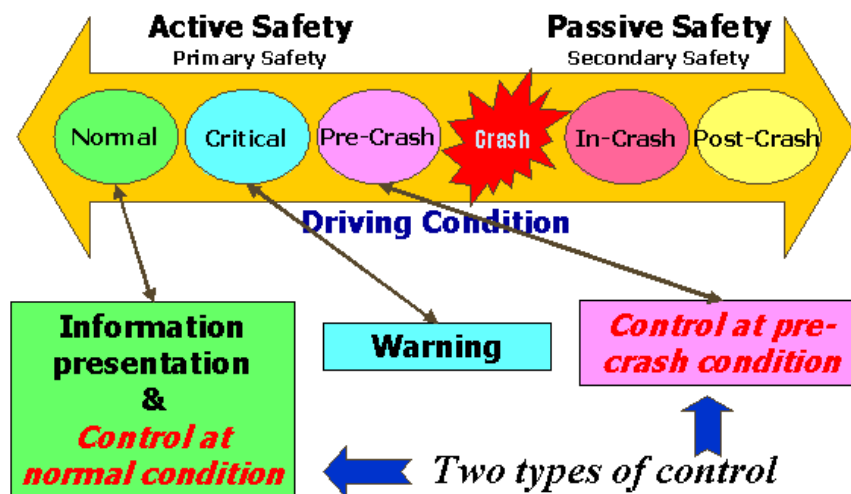 Active Safety
Primary Safety
Passive Safety
Secondary Safety
Normal
Critical
Pre-Crash
Crash
In-Crash
Post-Crash
Driving Condition
Information
presentation
&
Control at
normal condition
Warning
Control at pre-
crash condition
Two types of control